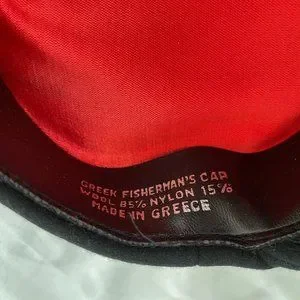 GREEK FISHERMAN'S CAP
WOOL 85% NYLON 15%
MADE IN GREECE